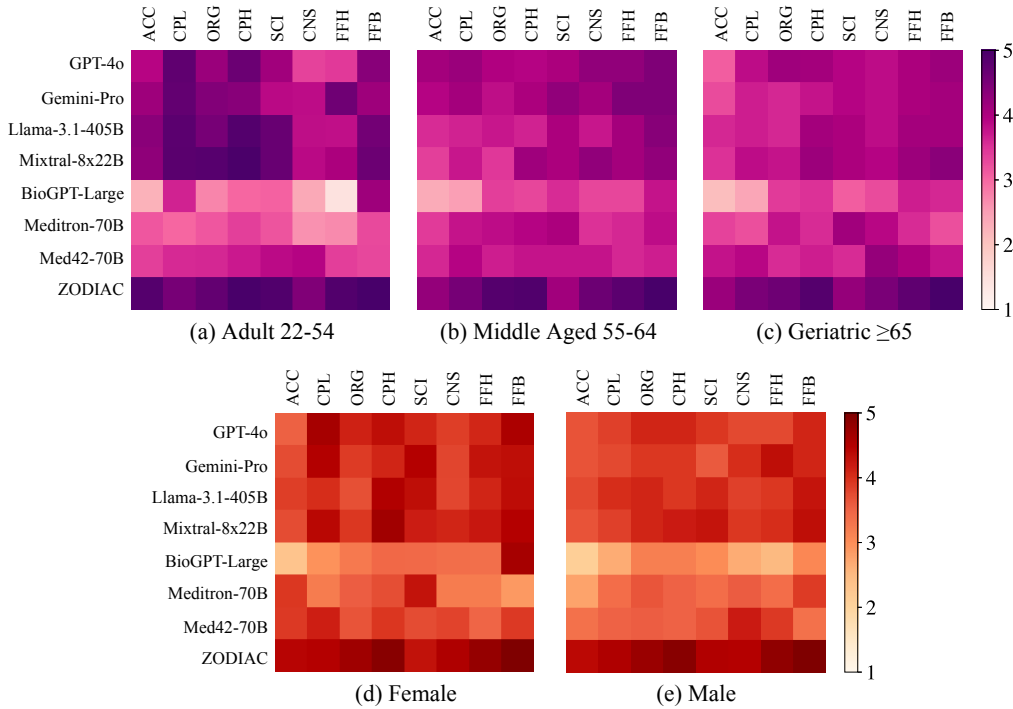 ACC CPL ORG CPH SCI CNS FFH FFB
ACC CPL ORG CPH SCI CNS FFH FFB
ACC CPL ORG CPH SCI CNS FFH FFB
GPT-4o
Gemini-Pro
Llama-3.1-405B
Mixtral-8x22B
BioGPT-Large
Meditron-70B
Med42-70B
ZODIAC
5
4
3
2
1
(a) Adult 22-54
(b) Middle Aged 55-64
(c) Geriatric ≥65
ACC CPL ORG CPH SCI CNS FFH FFB
ACC CPL ORG CPH SCI CNS FFH FFB
GPT-4o
Gemini-Pro
Llama-3.1-405B
Mixtral-8x22B
BioGPT-Large
Meditron-70B
Med42-70B
ZODIAC
5
4
3
2
1
(d) Female
(e) Male